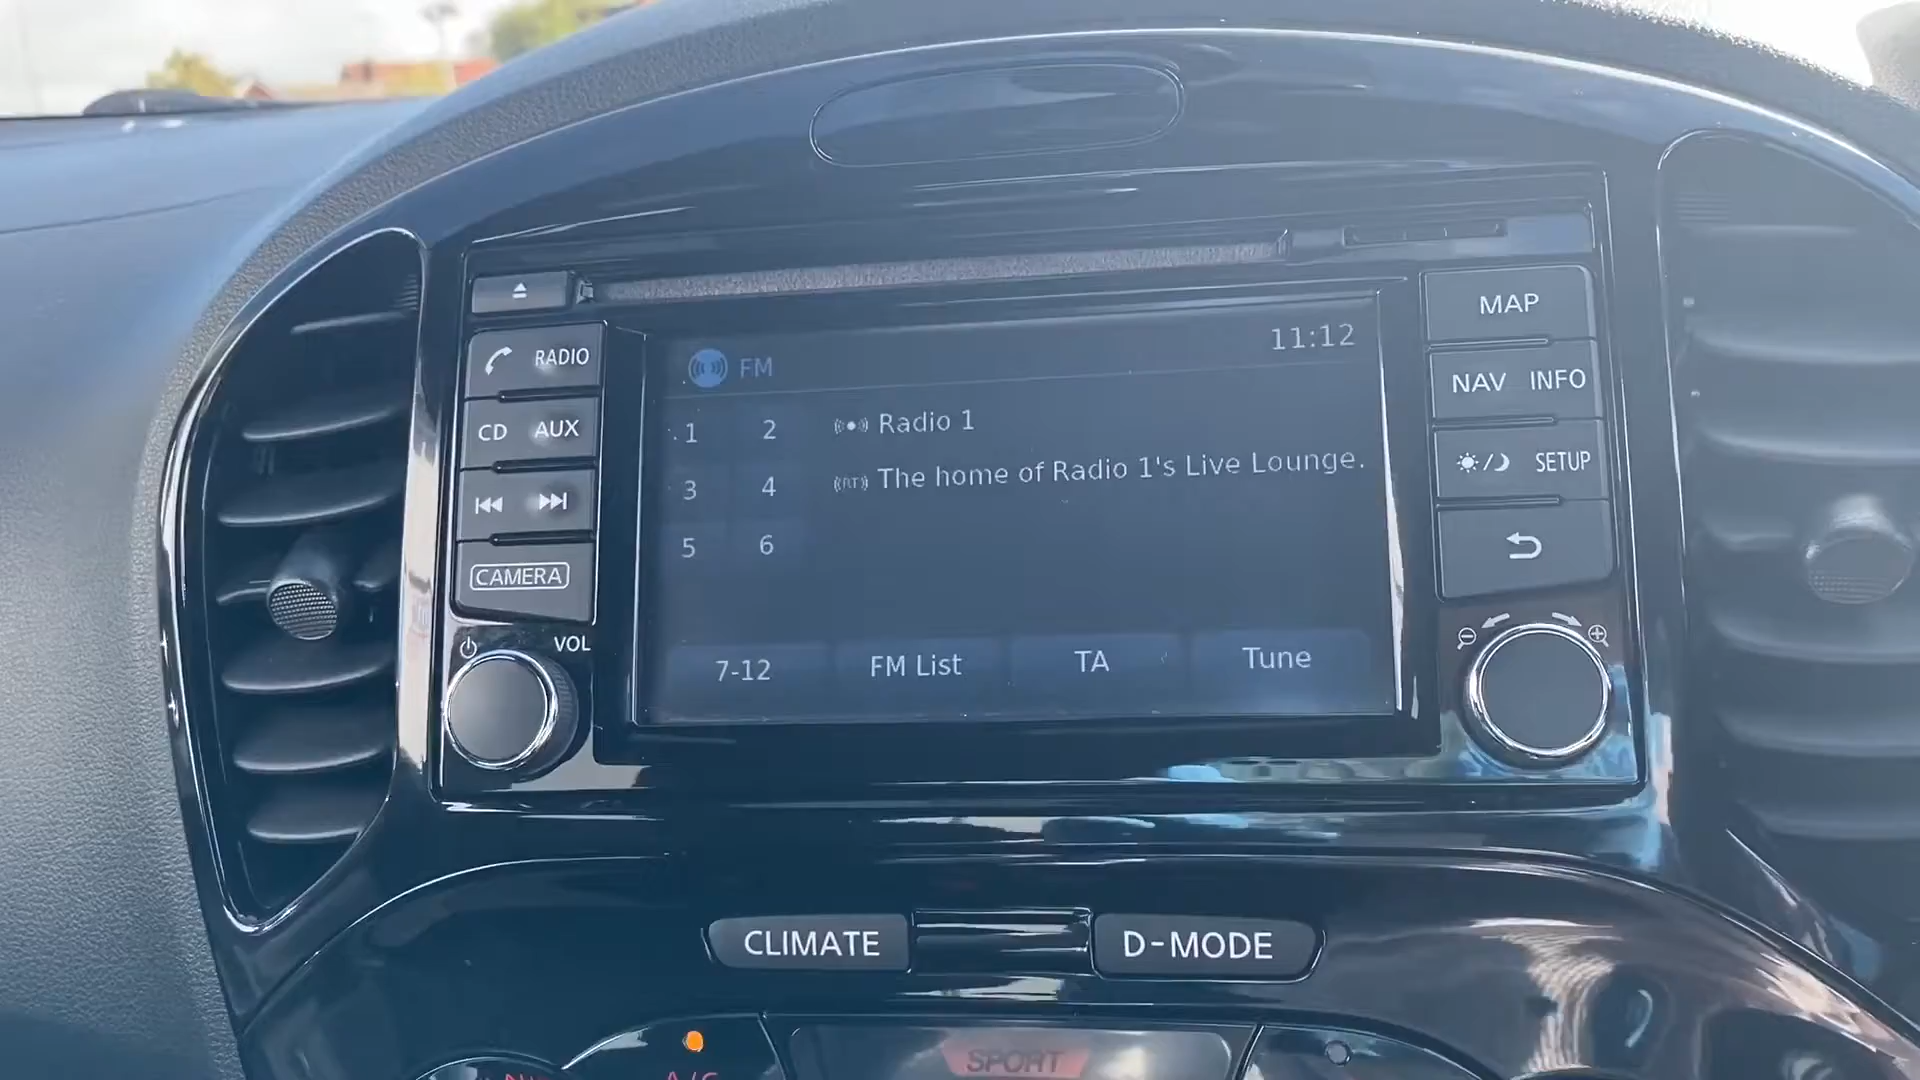 MAP
11:12
RADIO
FM
NAV INFO
CD AUX
1 2
Radio 1
SETUP
The home of Radio 1's Live Lounge.
3 4
5 6
CAMERA
VOL
7-12
FM List
TA
Tune
CLIMATE
D-MODE
SPORT
A/C